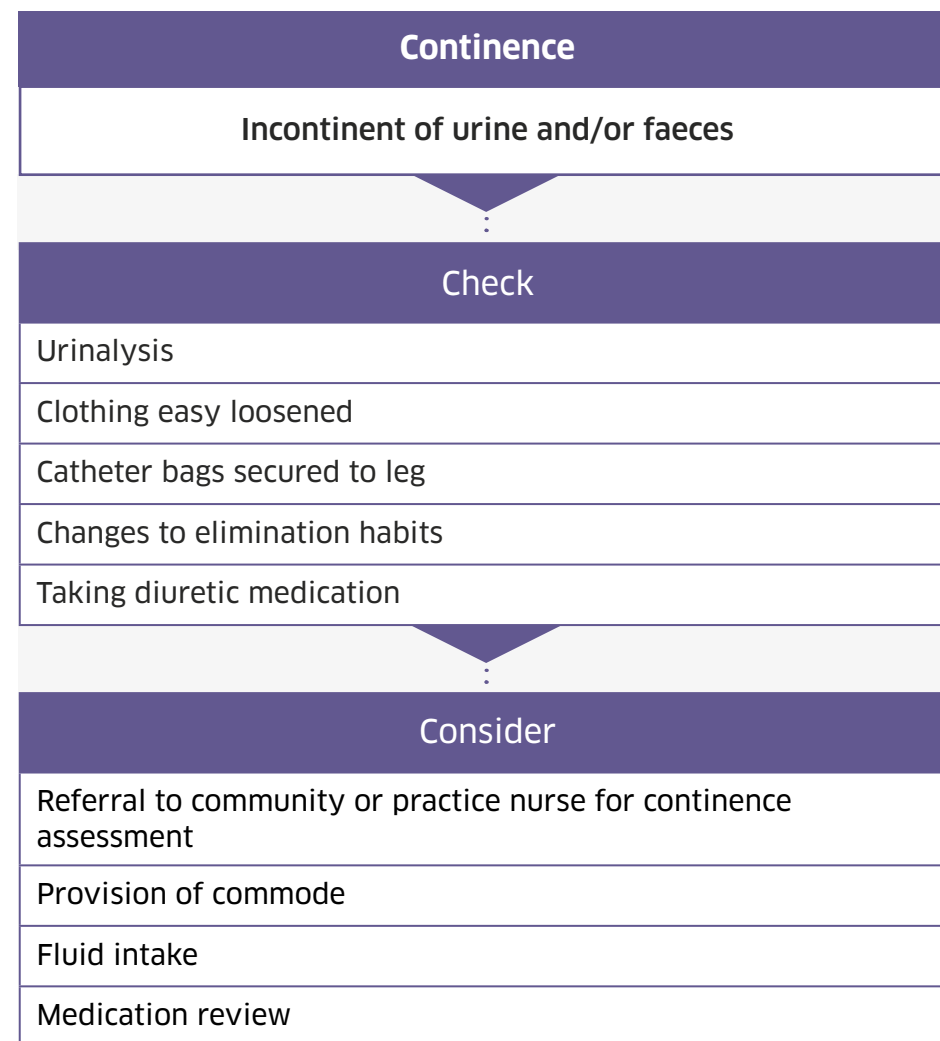 Continence
Incontinent of urine and/or faeces
Check
Urinalysis
Clothing easy loosened
Catheter bags secured to leg
Changes to elimination habits
Taking diuretic medication
Consider
Referral to community or practice nurse for continence
assessment
Provision of commode
Fluid intake
Medication review